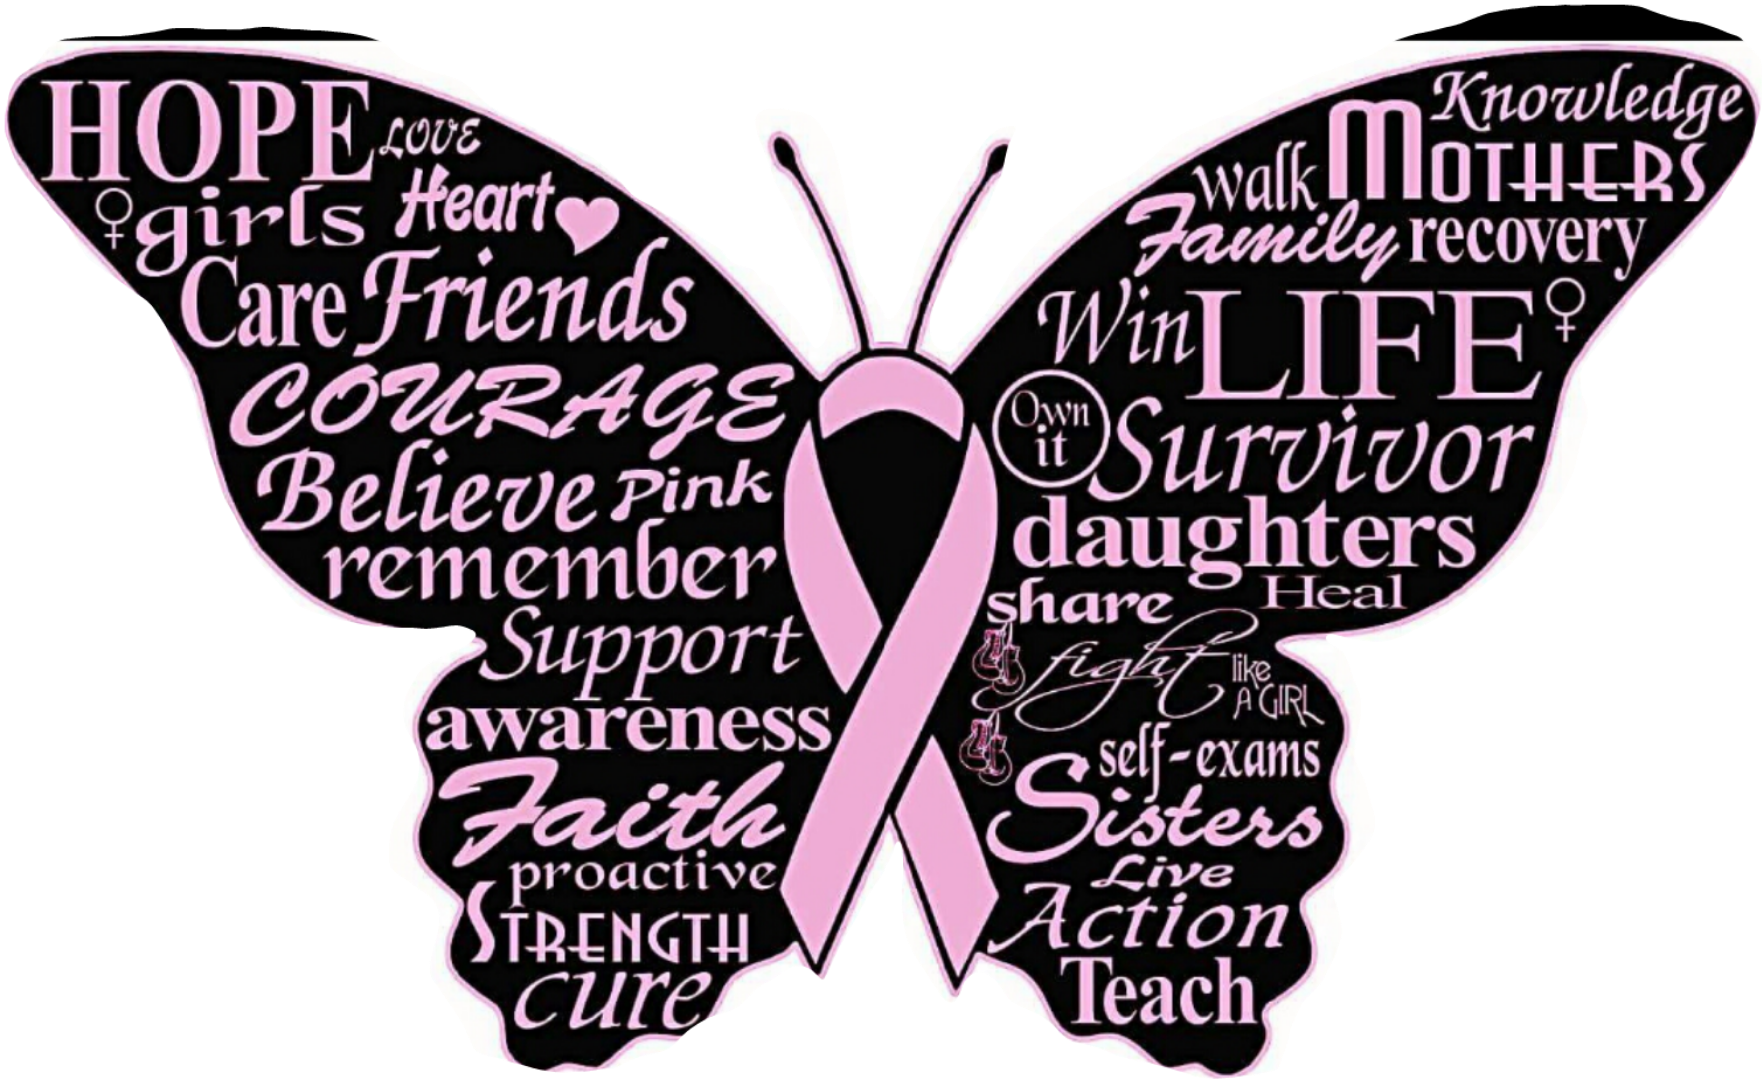 HOPE LOVE
girls Heart
Care Friends
COURAGE
Believe Pink
remember
Support
awareness
Faith
proactive
STRENGTH
cure
Knowledge
walk MOTHERS
Family recovery
Win LIFE
Own
it
Survivor
daughters
share Heal
fight like
A GIRL
self-exams
Sisters
Live
Action
Teach